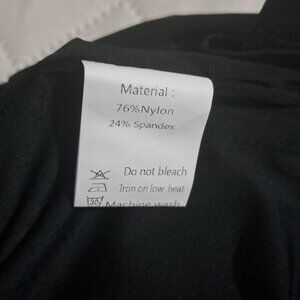 Material :
76%Nylon
24% Spandex
Do not bleach
Iron on low heat
30 Machine wash